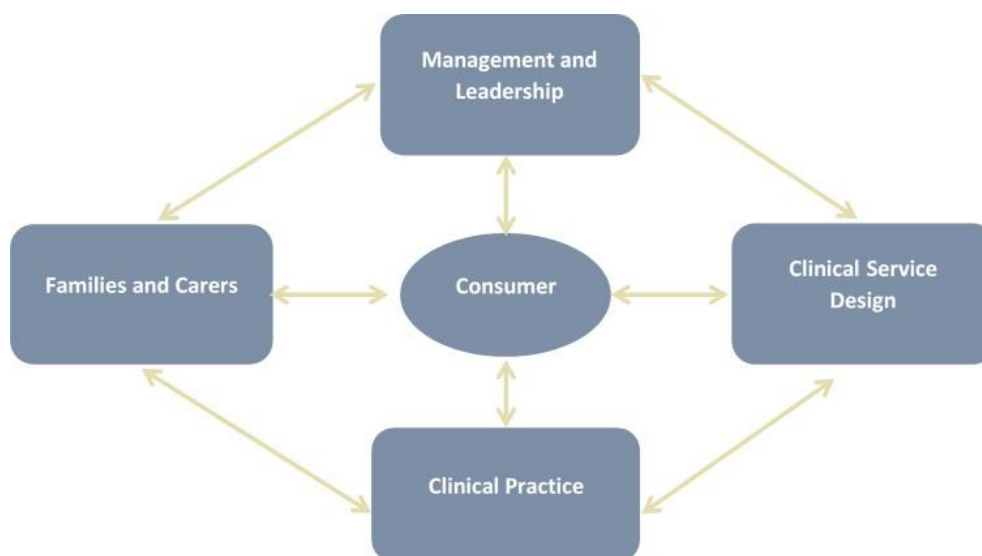 Management and
Leadership
Families and Carers
Consumer
Clinical Service
Design
Clinical Practice